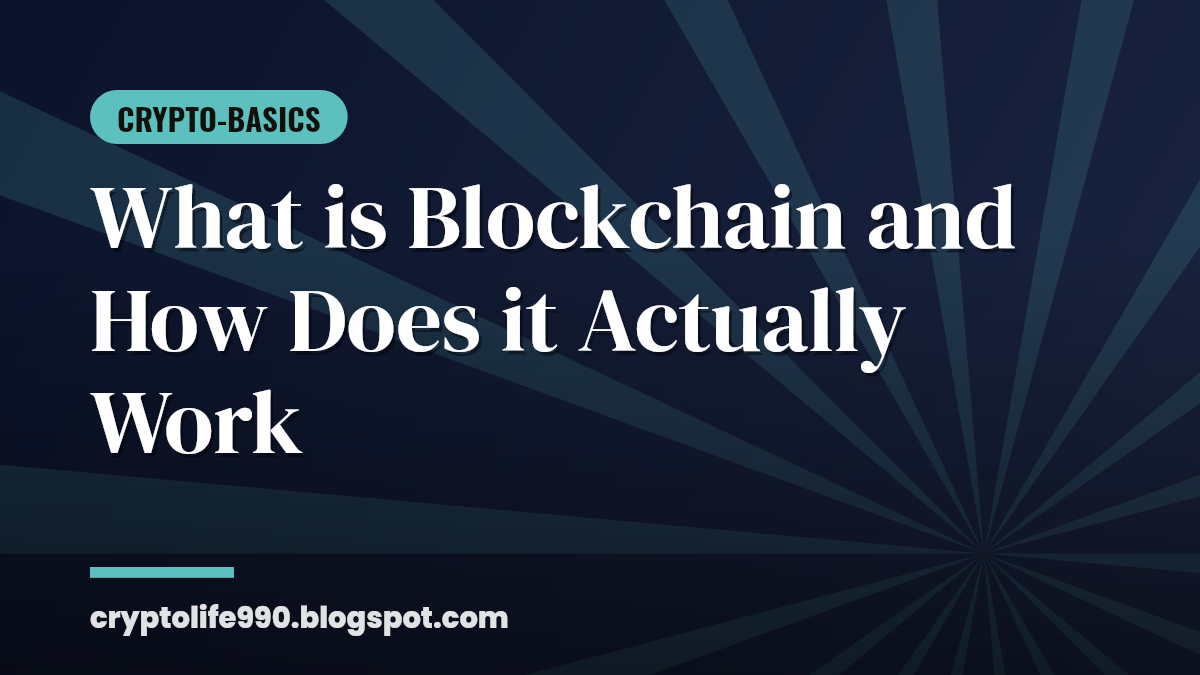 CRYPTO-BASICS
What is Blockchain and
How Does it Actually
Work
cryptolife990.blogspot.com